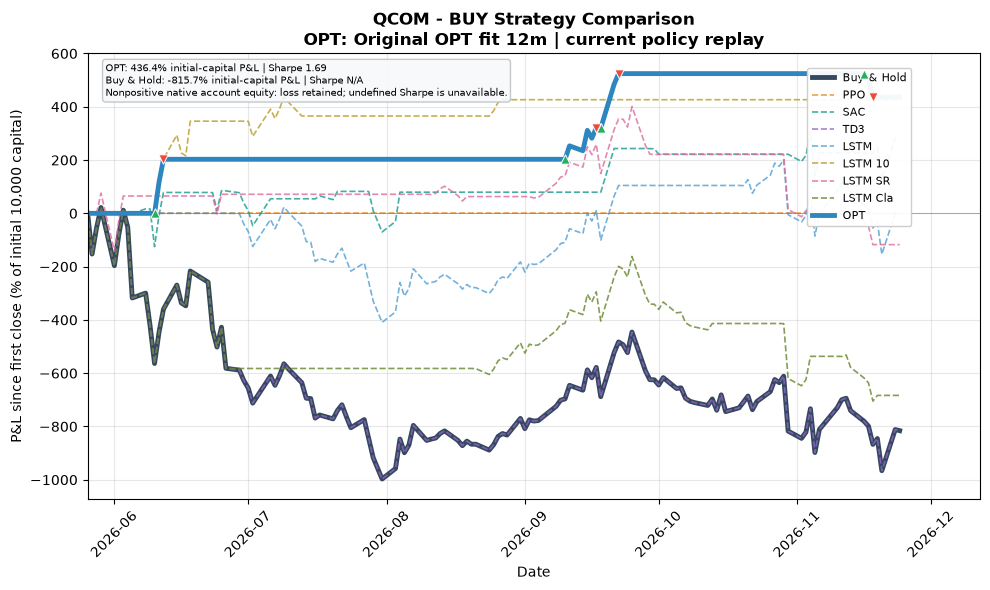 QCOM - BUY Strategy Comparison
OPT: Original OPT fit 12m | current policy replay
OPT: 436.4% initial-capital P&L | Sharpe 1.69
Buy & Hold: -815.7% initial-capital P&L | Sharpe N/A
Nonpositive native account equity: loss retained; undefined Sharpe is unavailable.
Buy & Hold
PPO
SAC
TD3
LSTM
LSTM 10
LSTM SR
LSTM Cla
OPT
P&L since first close (% of initial 10,000 capital)
600
400
200
0
−200
−400
−600
−800
−1000
2026-06
2026-07
2026-08
2026-09
2026-10
2026-11
2026-12
Date